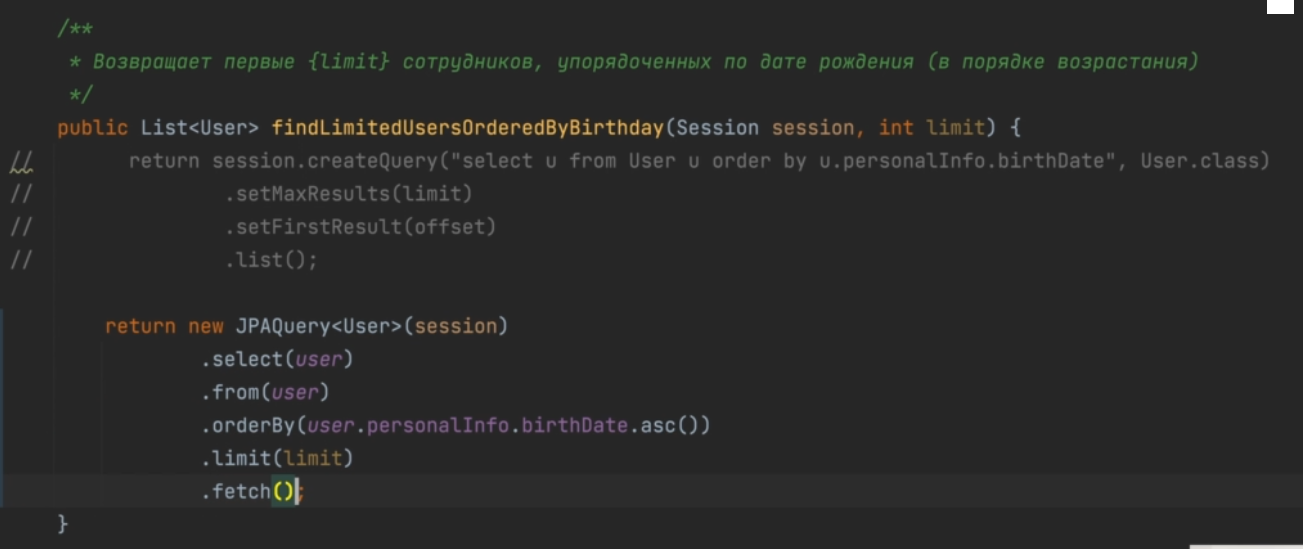 /**
* Возвращает первые {limit} сотрудников, упорядоченных по дате рождения (в порядке возрастания)
*/
public List<User> findLimitedUsersOrderedByBirthday(Session session, int limit) {
// return session.createQuery("select u from User u order by u.personalInfo.birthDate", User.class)
// .setMaxResults(limit)
// .setFirstResult(offset)
// .list();
return new JPAQuery<User>(session)
.select(user)
.from(user)
.orderBy(user.personalInfo.birthDate.asc())
.limit(limit)
.fetch();
}